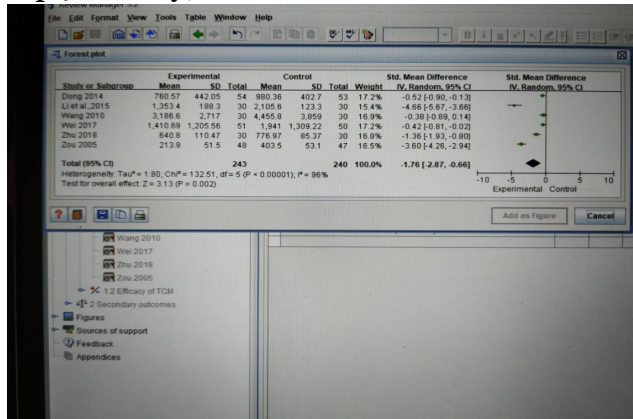 Review Manager 5.2
File Edit Format View Tools Table Window Help
Forest plot
Experimental Control Std. Mean Difference Std. Mean Difference
Study or Subgroup Mean SD Total Mean SD Total Weight IV, Random, 95% CI IV, Random, 95% CI
Dong 2014 760.57 442.05 54 980.36 402.7 53 17.2% -0.52 [-0.90, -0.13]
Li et al.,2015 1,353.4 188.3 30 2,105.6 123.3 30 15.4% -4.66 [-5.67, -3.66]
Wang 2010 3,186.6 2,717 30 4,455.8 3,859 30 16.9% -0.38 [-0.89, 0.14]
Wei 2017 1,410.69 1,205.56 51 1,941 1,309.22 50 17.2% -0.42 [-0.81, -0.02]
Zhu 2018 640.8 110.47 30 776.97 85.37 30 16.8% -1.36 [-1.93, -0.80]
Zou 2005 213.9 51.5 48 403.5 53.1 47 16.5% -3.60 [-4.26, -2.94]
Total (95% CI) 243 240 100.0% -1.76 [-2.87, -0.66]
Heterogeneity: Tau² = 1.80; Chi² = 132.51, df = 5 (P < 0.00001); I² = 96%
Test for overall effect: Z = 3.13 (P = 0.002)
-10 -5 0 5 10
Experimental Control
Add as Figure Cancel
Wang 2010
Wei 2017
Zhu 2018
Zou 2005
1.2 Efficacy of TCM
2 Secondary outcomes
Figures
Sources of support
Feedback
Appendices